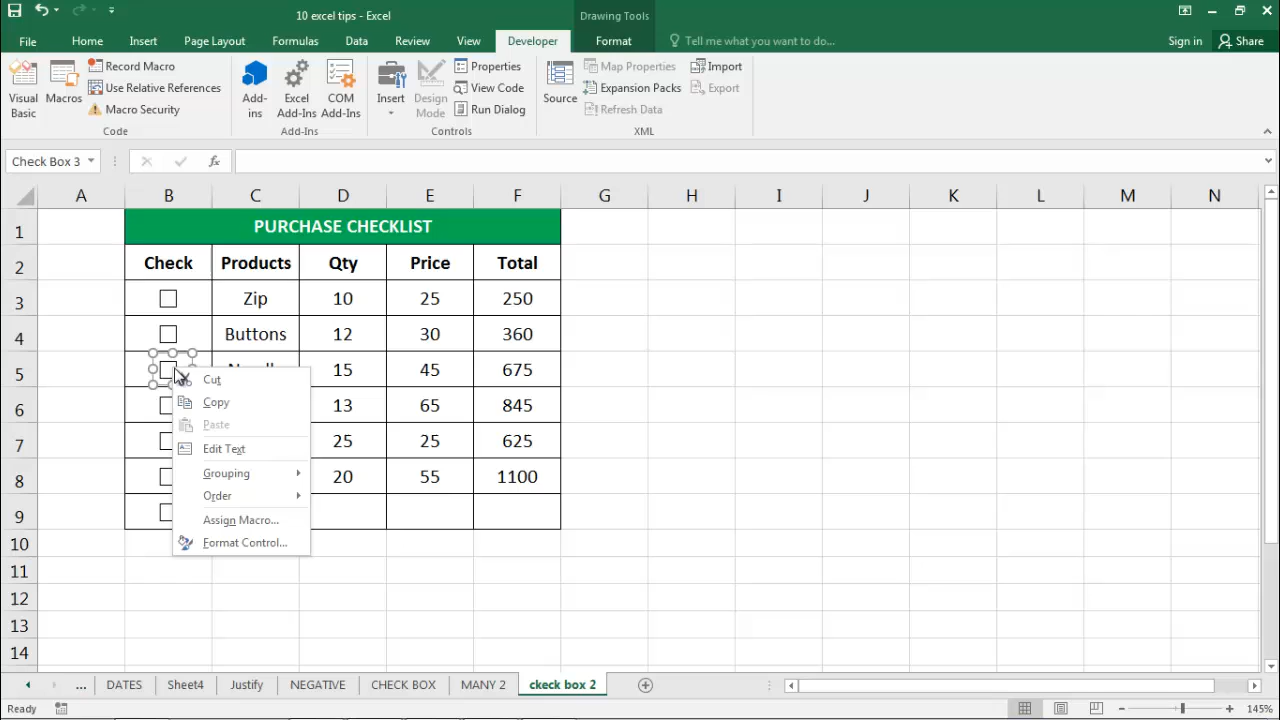 10 excel tips - Excel
Drawing Tools
File Home Insert Page Layout Formulas Data Review View Developer Format Tell me what you want to do... Sign in Share
Visual Basic
Macros
Record Macro
Use Relative References
Macro Security
Code
Add-ins
Excel Add-Ins
COM Add-Ins
Add-Ins
Insert
Design Mode
Properties
View Code
Run Dialog
Controls
Source
Map Properties
Expansion Packs
Refresh Data
Import
Export
XML
Check Box 3
fx
A B C D E F G H I J K L M N
1 PURCHASE CHECKLIST
2 Check Products Qty Price Total
3 Zip 10 25 250
4 Buttons 12 30 360
5 15 45 675
6 13 65 845
7 25 25 625
8 20 55 1100
9
10
11
12
13
14
Cut
Copy
Paste
Edit Text
Grouping
Order
Assign Macro...
Format Control...
... DATES Sheet4 Justify NEGATIVE CHECK BOX MANY 2 ckeck box 2
Ready
145%